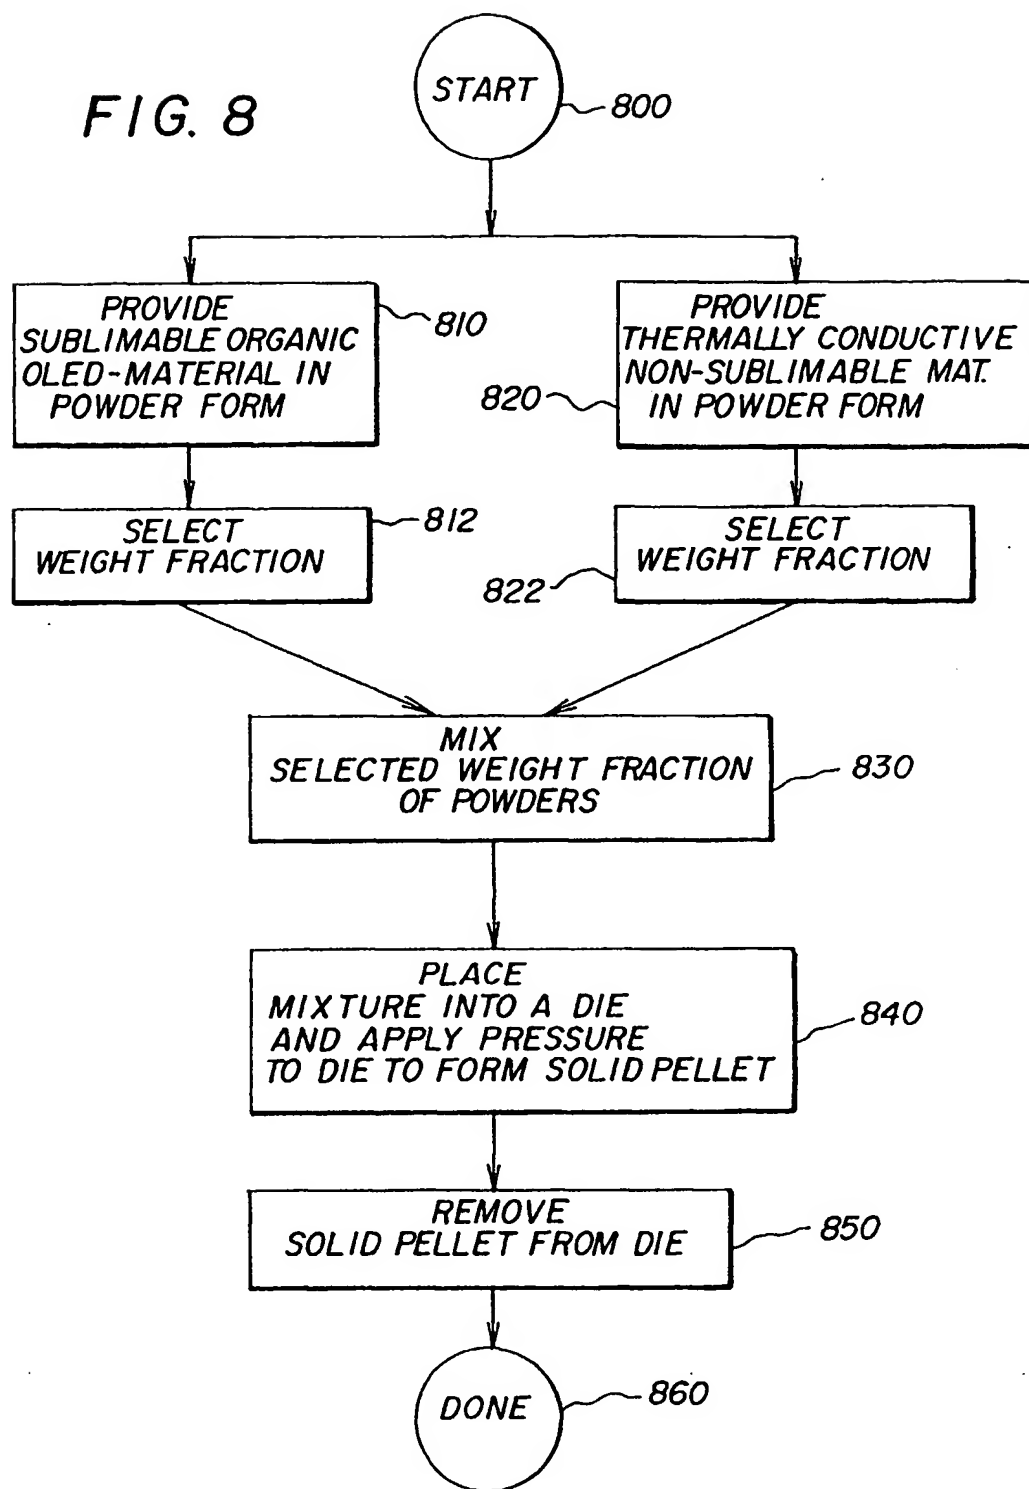 FIG. 8
START
800
PROVIDE
SUBLIMABLE ORGANIC
OLED-MATERIAL IN
POWDER FORM
810
PROVIDE
THERMALLY CONDUCTIVE
NON-SUBLIMABLE MAT.
IN POWDER FORM
820
SELECT
WEIGHT FRACTION
812
SELECT
WEIGHT FRACTION
822
MIX
SELECTED WEIGHT FRACTION
OF POWDERS
830
PLACE
MIXTURE INTO A DIE
AND APPLY PRESSURE
TO DIE TO FORM SOLID PELLET
840
REMOVE
SOLID PELLET FROM DIE
850
DONE
860